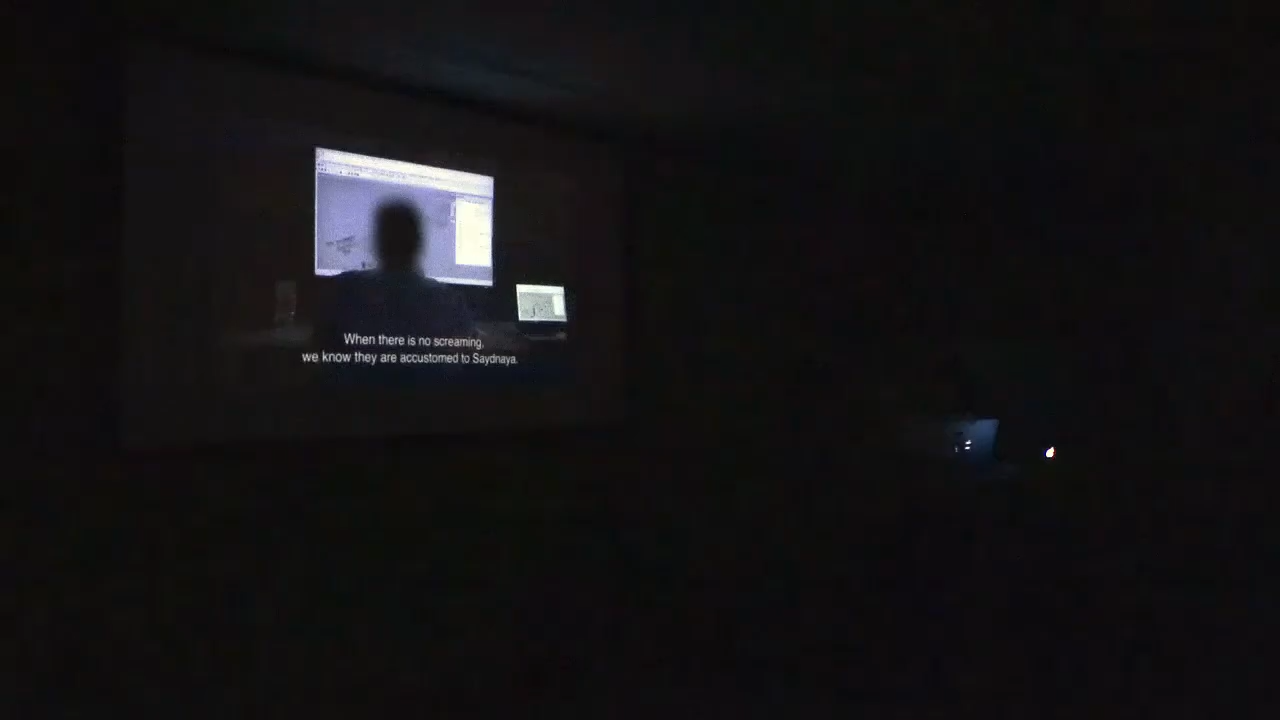 When there is no screaming,
we know they are accustomed to Saydnaya.